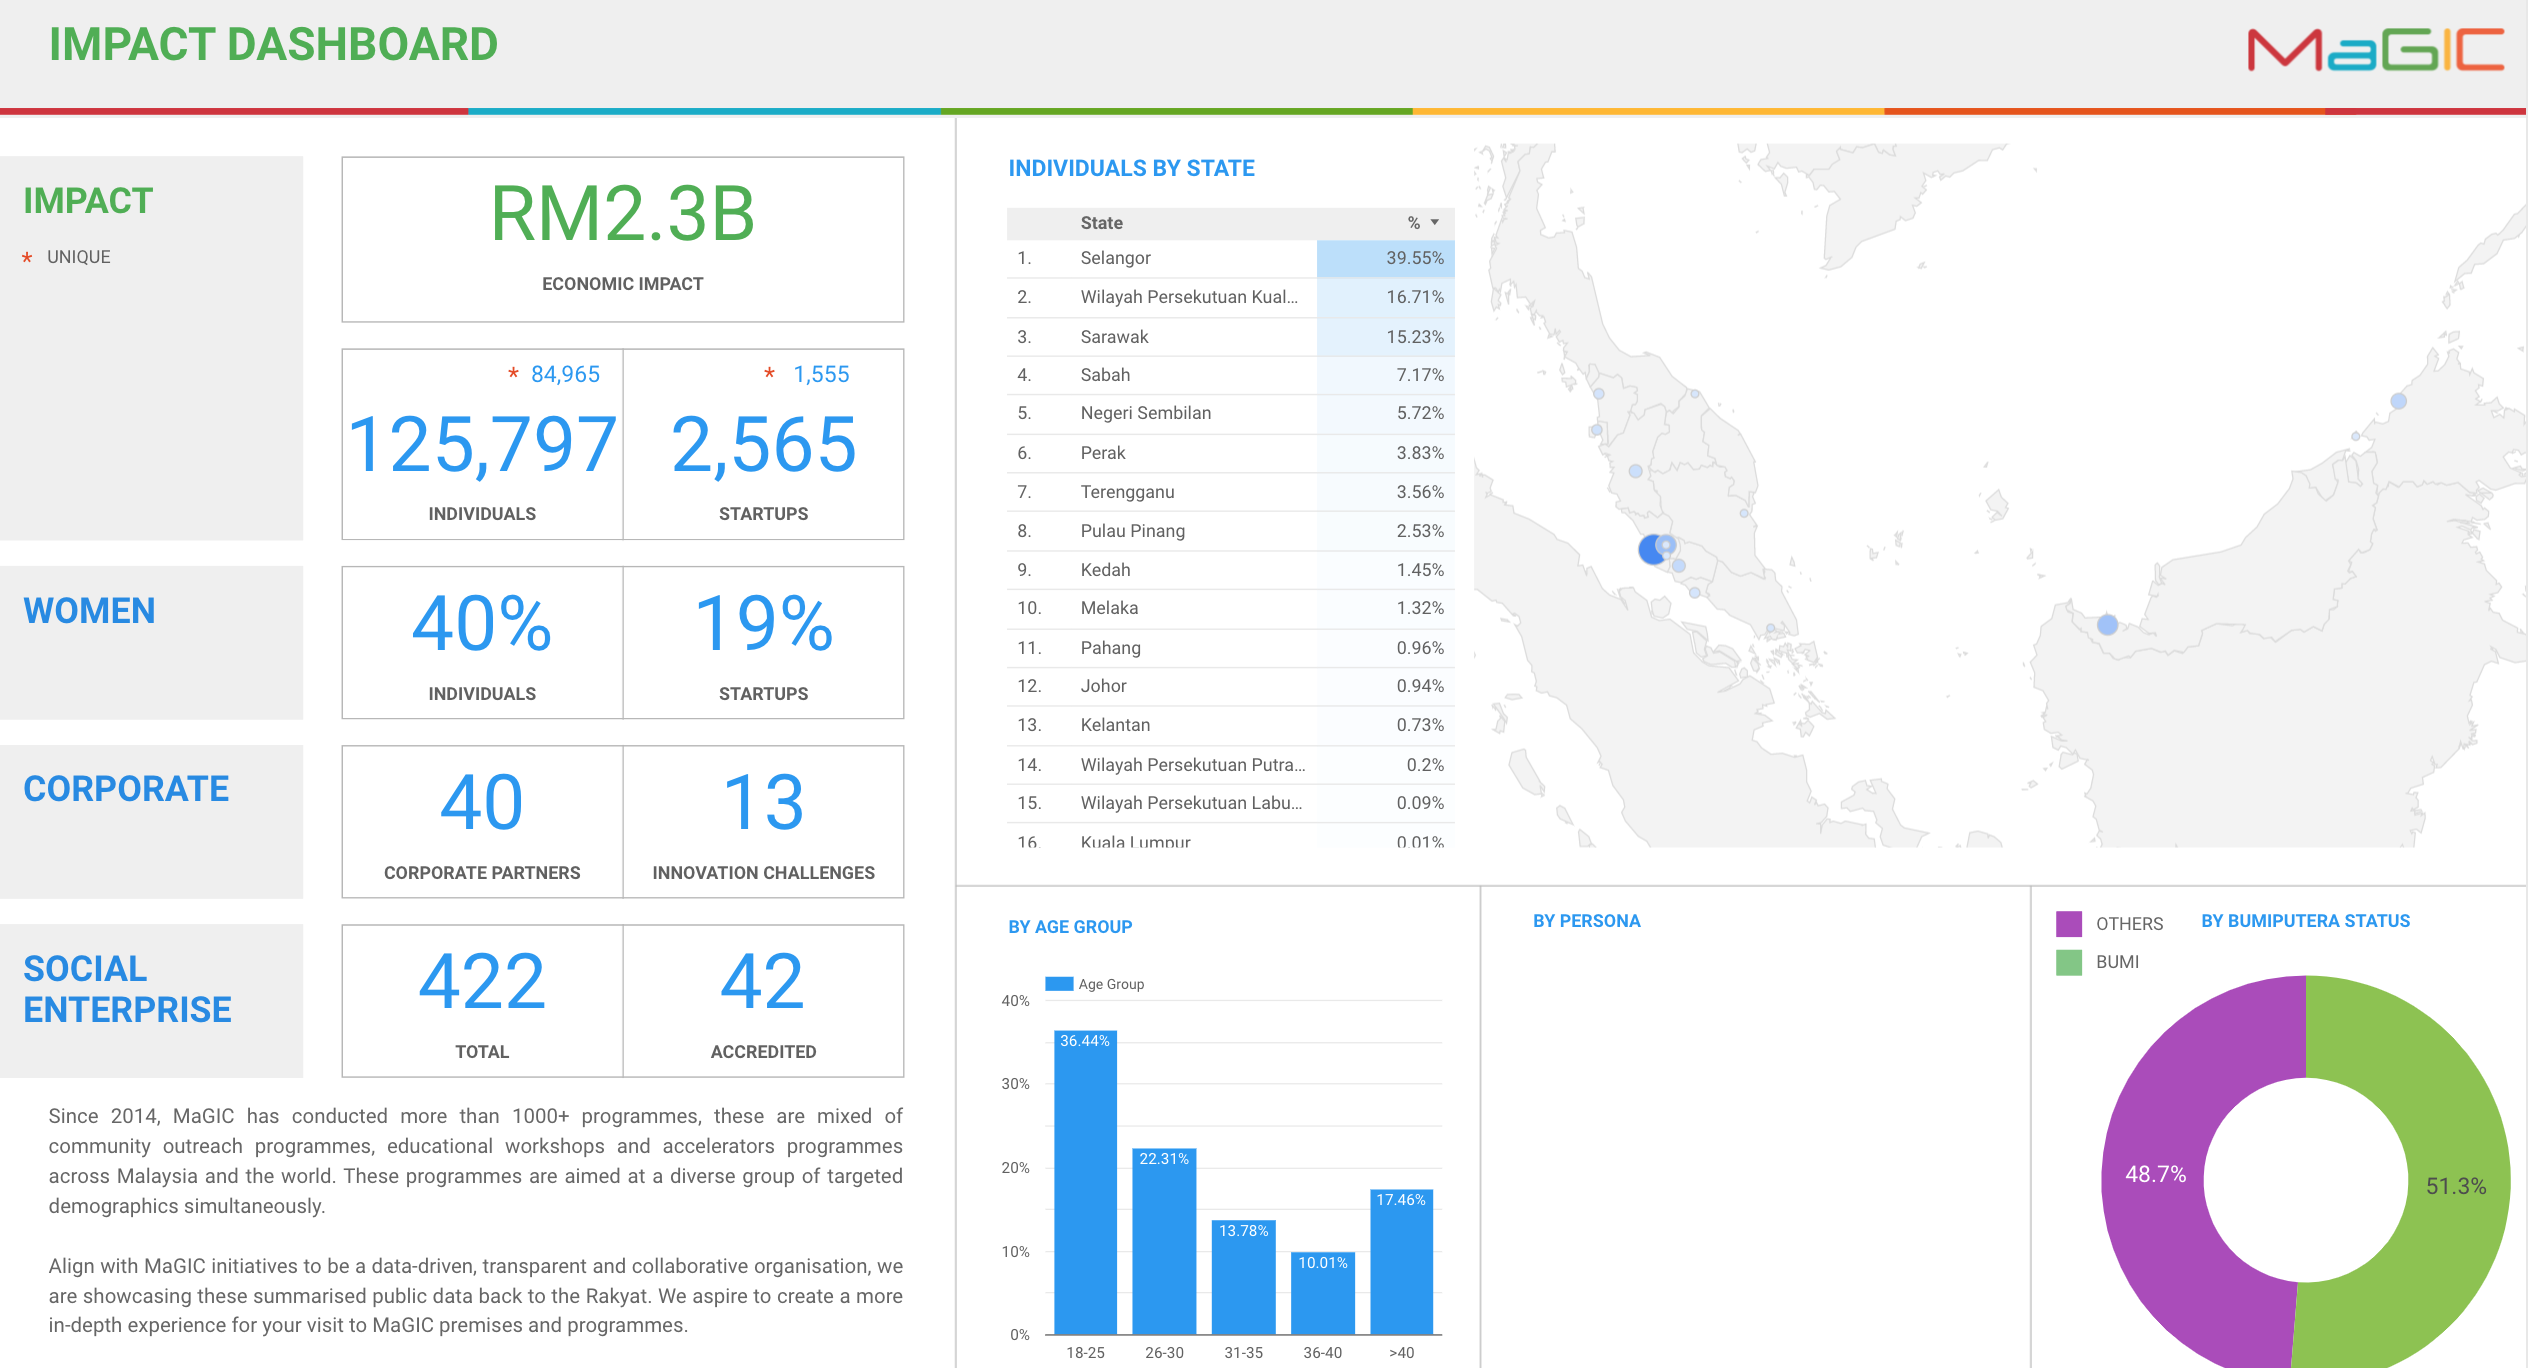 IMPACT DASHBOARD
MaGIC
IMPACT
* UNIQUE
RM2.3B
ECONOMIC IMPACT
* 84,965
125,797
INDIVIDUALS
* 1,555
2,565
STARTUPS
WOMEN
40%
INDIVIDUALS
19%
STARTUPS
CORPORATE
40
CORPORATE PARTNERS
13
INNOVATION CHALLENGES
SOCIAL
ENTERPRISE
422
TOTAL
42
ACCREDITED
Since 2014, MaGIC has conducted more than 1000+ programmes, these are mixed of
community outreach programmes, educational workshops and accelerators programmes
across Malaysia and the world. These programmes are aimed at a diverse group of targeted
demographics simultaneously.
Align with MaGIC initiatives to be a data-driven, transparent and collaborative organisation, we
are showcasing these summarised public data back to the Rakyat. We aspire to create a more
in-depth experience for your visit to MaGIC premises and programmes.
INDIVIDUALS BY STATE
State %
1. Selangor 39.55%
2. Wilayah Persekutuan Kual... 16.71%
3. Sarawak 15.23%
4. Sabah 7.17%
5. Negeri Sembilan 5.72%
6. Perak 3.83%
7. Terengganu 3.56%
8. Pulau Pinang 2.53%
9. Kedah 1.45%
10. Melaka 1.32%
11. Pahang 0.96%
12. Johor 0.94%
13. Kelantan 0.73%
14. Wilayah Persekutuan Putra... 0.2%
15. Wilayah Persekutuan Labu... 0.09%
16. Kuala Lumpur 0.01%
BY AGE GROUP
Age Group
40%
30%
20%
10%
0%
36.44%
22.31%
13.78%
10.01%
17.46%
18-25
26-30
31-35
36-40
>40
BY PERSONA
BY BUMIPUTERA STATUS
OTHERS
BUMI
48.7%
51.3%